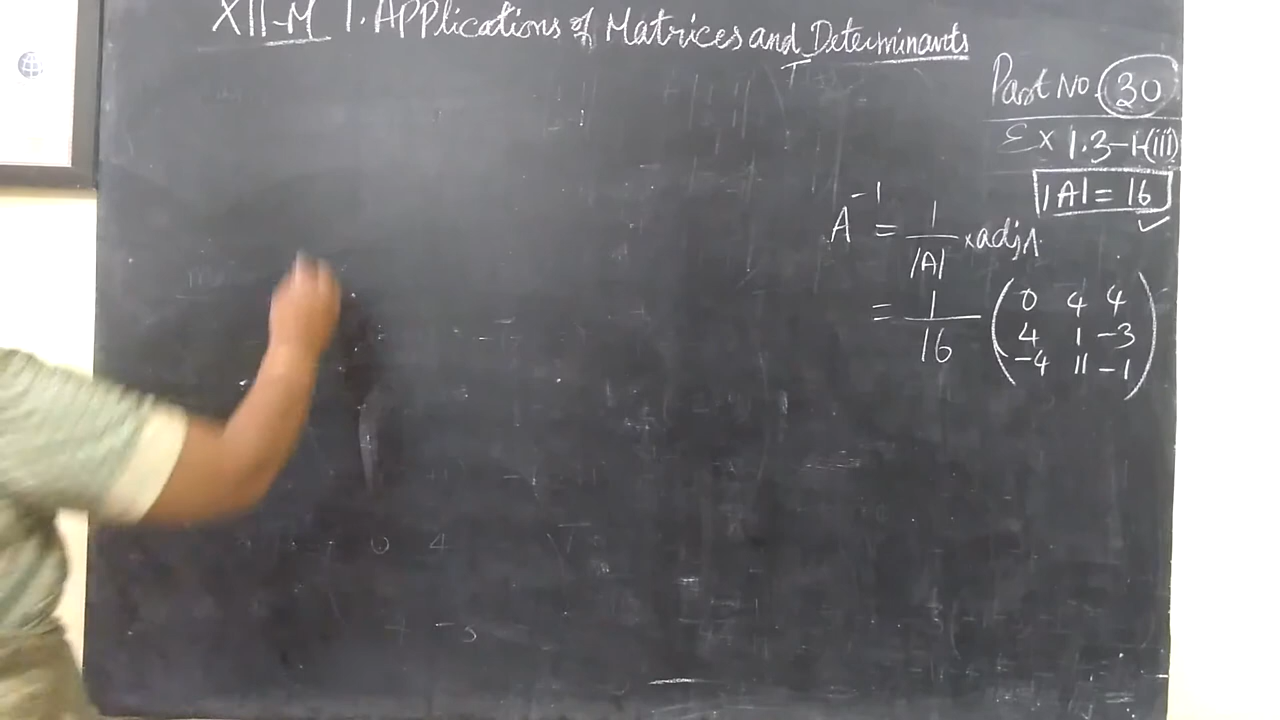 XII-M 1. Applications of Matrices and Determinants
Part No. 30
Ex 1.3-1-(iii)
|A| = 16
A⁻¹ = 1/|A| × adj A
= 1/16 ( 0 4 4
4 1 -3
-4 11 -1 )